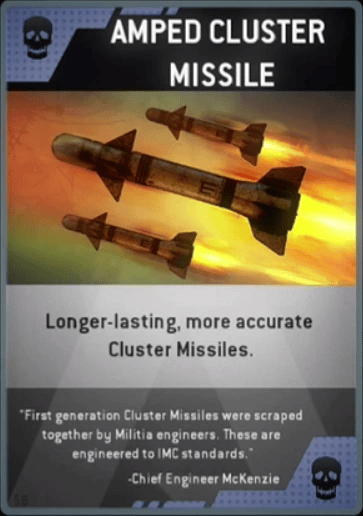 AMPED CLUSTER
MISSILE
Longer-lasting, more accurate
Cluster Missiles.
"First generation Cluster Missiles were scraped
together by Militia engineers. These are
engineered to IMC standards."
-Chief Engineer McKenzie